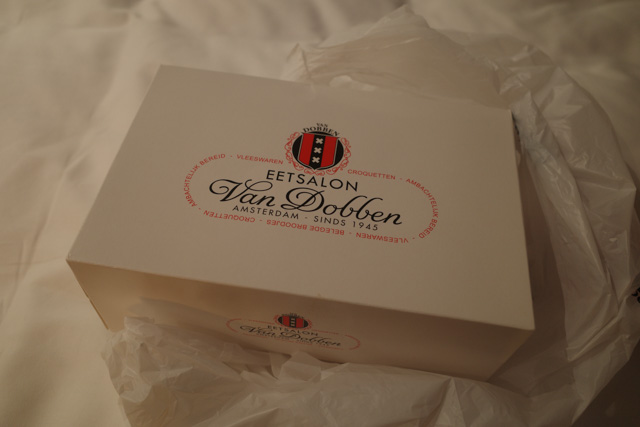 VAN
DOBBEN
AMBACHTELIJK BEREID · VLEESWAREN
CROQUETTEN · AMBACHTELIJK BEREID ·
EETSALON
Van Dobben
AMSTERDAM - SINDS 1945
VLEESWAREN · BELEGDE BROODJES · CROQUETTEN ·
EETSALON
Van Dobben